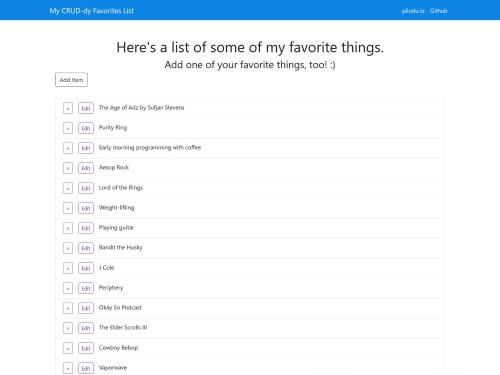 My CRUD-dy Favorites List piludu.io Github
Here's a list of some of my favorite things.
Add one of your favorite things, too! :)
Add Item
× Edit The Age of Adz by Sufjan Stevens
× Edit Purity Ring
× Edit Early morning programming with coffee
× Edit Aesop Rock
× Edit Lord of the Rings
× Edit Weight-lifting
× Edit Playing guitar
× Edit Bandit the Husky
× Edit J Cole
× Edit Periphery
× Edit Okay So Podcast
× Edit The Elder Scrolls III
× Edit Cowboy Bebop
× Edit Vaporwave